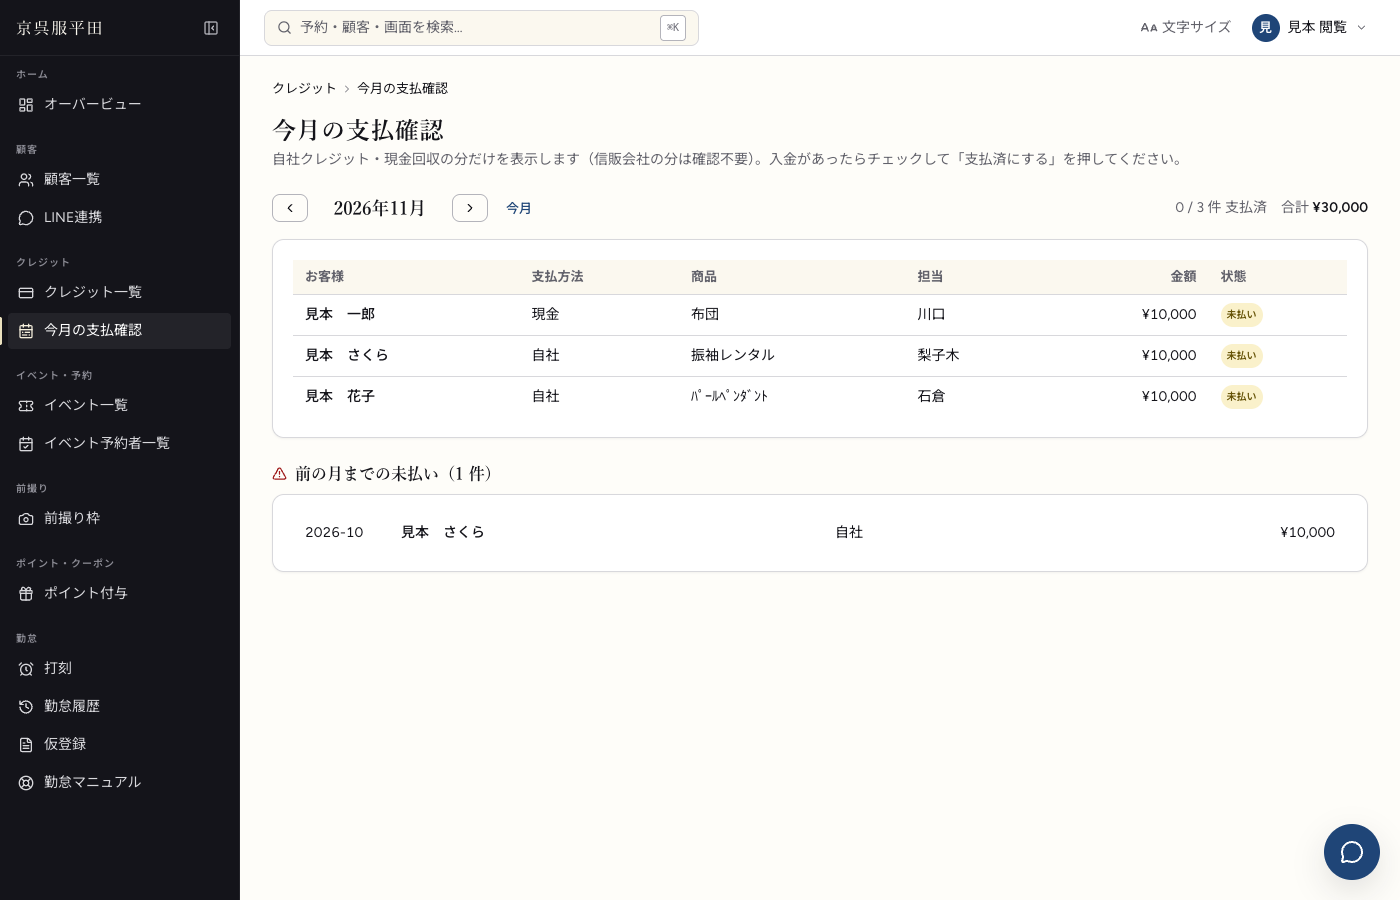 京呉服平田
ホーム
オーバービュー
顧客
顧客一覧
LINE連携
クレジット
クレジット一覧
今月の支払確認
イベント・予約
イベント一覧
イベント予約者一覧
前撮り
前撮り枠
ポイント・クーポン
ポイント付与
勤怠
打刻
勤怠履歴
仮登録
勤怠マニュアル
予約・顧客・画面を検索... ⌘K
AA 文字サイズ 見 見本 閲覧
クレジット › 今月の支払確認
今月の支払確認
自社クレジット・現金回収の分だけを表示します（信販会社の分は確認不要）。入金があったらチェックして「支払済にする」を押してください。
2026年11月 今月 0 / 3 件 支払済 合計 ¥30,000
お客様 支払方法 商品 担当 金額 状態
見本　一郎 現金 布団 川口 ¥10,000 未払い
見本　さくら 自社 振袖レンタル 梨子木 ¥10,000 未払い
見本　花子 自社 ﾊﾟｰﾙﾍﾟﾝﾀﾞﾝﾄ 石倉 ¥10,000 未払い
前の月までの未払い（1 件）
2026-10 見本　さくら 自社 ¥10,000